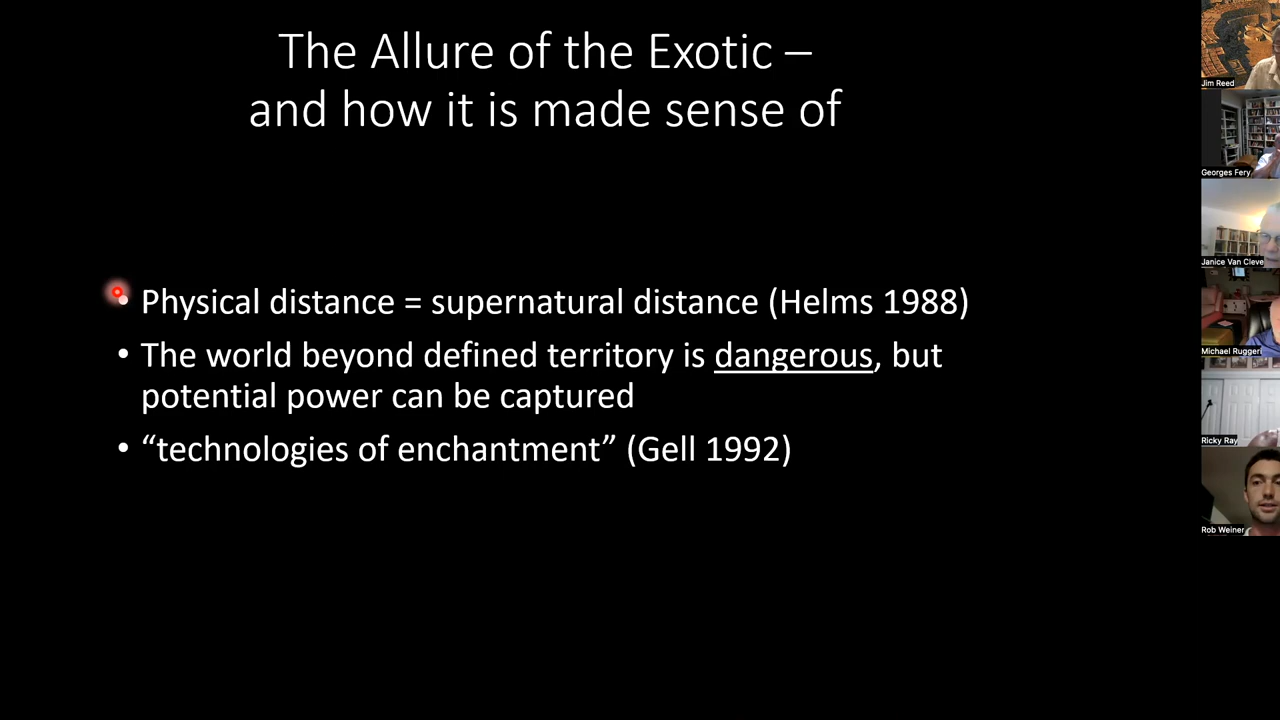 The Allure of the Exotic –
and how it is made sense of
• Physical distance = supernatural distance (Helms 1988)
• The world beyond defined territory is dangerous, but
potential power can be captured
• “technologies of enchantment” (Gell 1992)
Jim Reed
Georges Fery
Janice Van Cleve
Michael Ruggeri
Ricky Ray
Rob Weiner